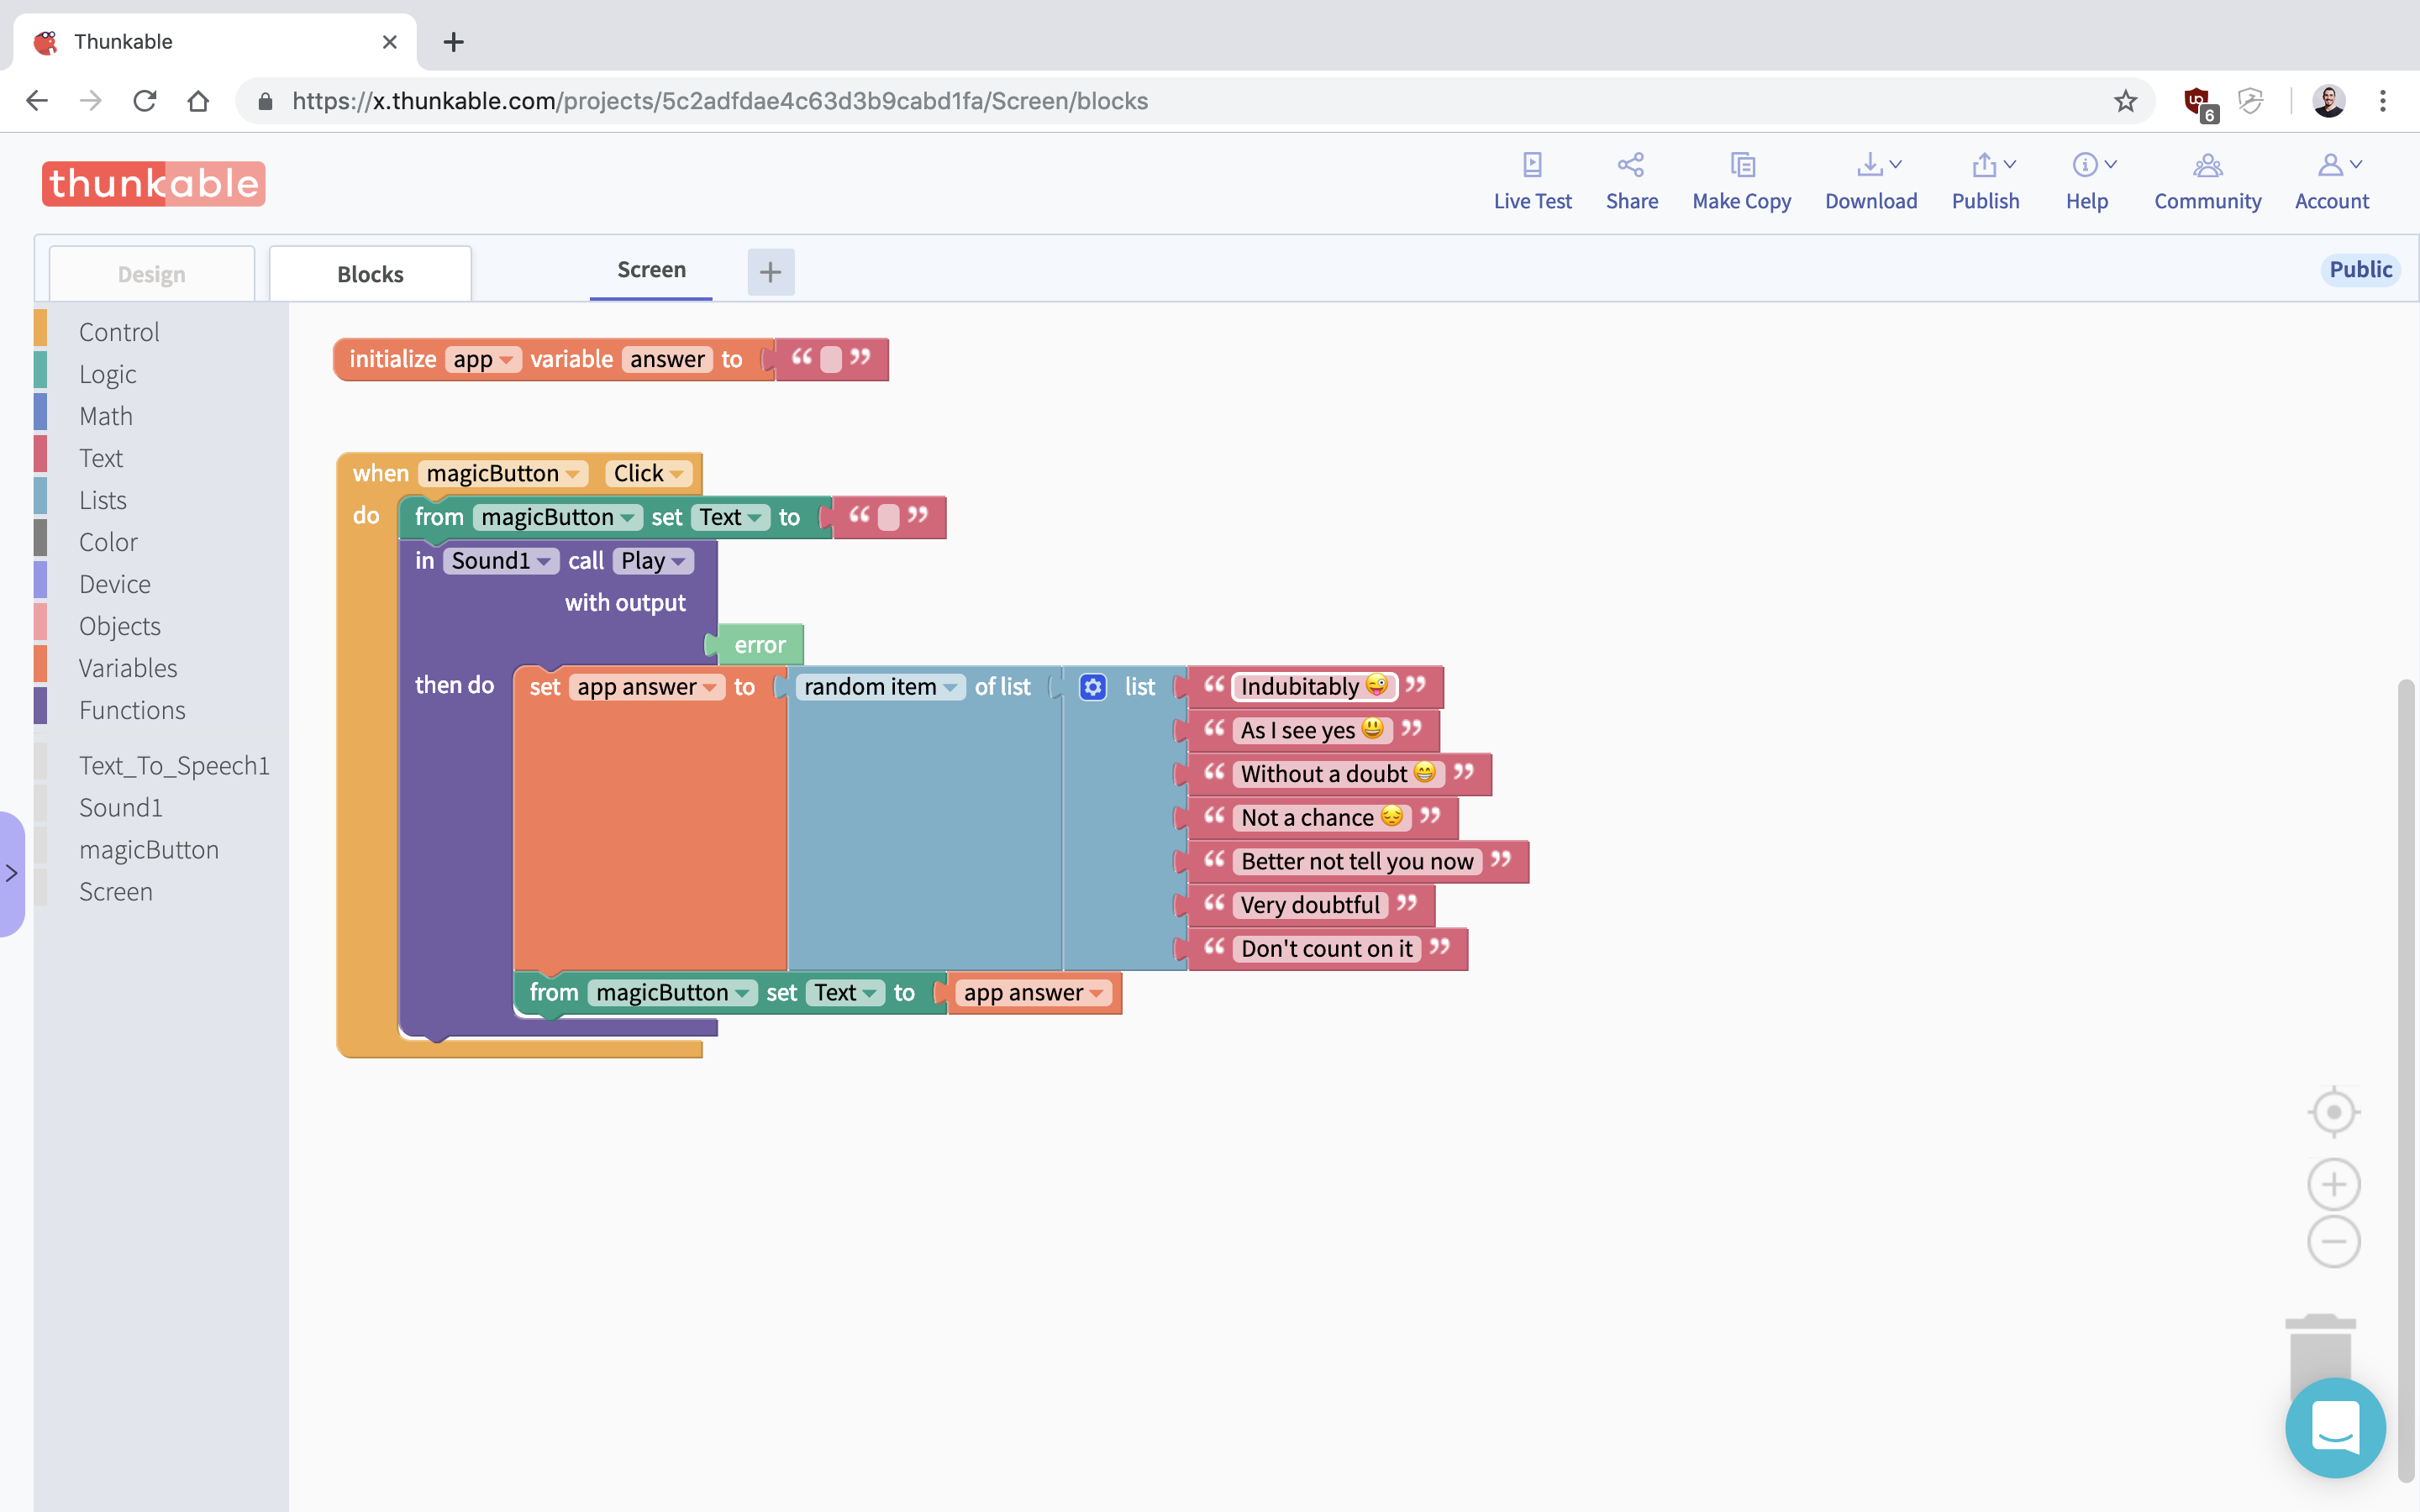 Thunkable
https://x.thunkable.com/projects/5c2adfdae4c63d3b9cabd1fa/Screen/blocks
6
thunkable
Live Test Share Make Copy Download Publish Help Community Account
Design Blocks Screen + Public
Control
Logic
Math
Text
Lists
Color
Device
Objects
Variables
Functions
Text_To_Speech1
Sound1
magicButton
Screen
initialize app variable answer to “ ”
when magicButton Click
do from magicButton set Text to “ ”
in Sound1 call Play
with output
error
then do set app answer to random item of list list “ Indubitably 😜 ”
“ As I see yes 😃 ”
“ Without a doubt 😁 ”
“ Not a chance 😔 ”
“ Better not tell you now ”
“ Very doubtful ”
“ Don't count on it ”
from magicButton set Text to app answer